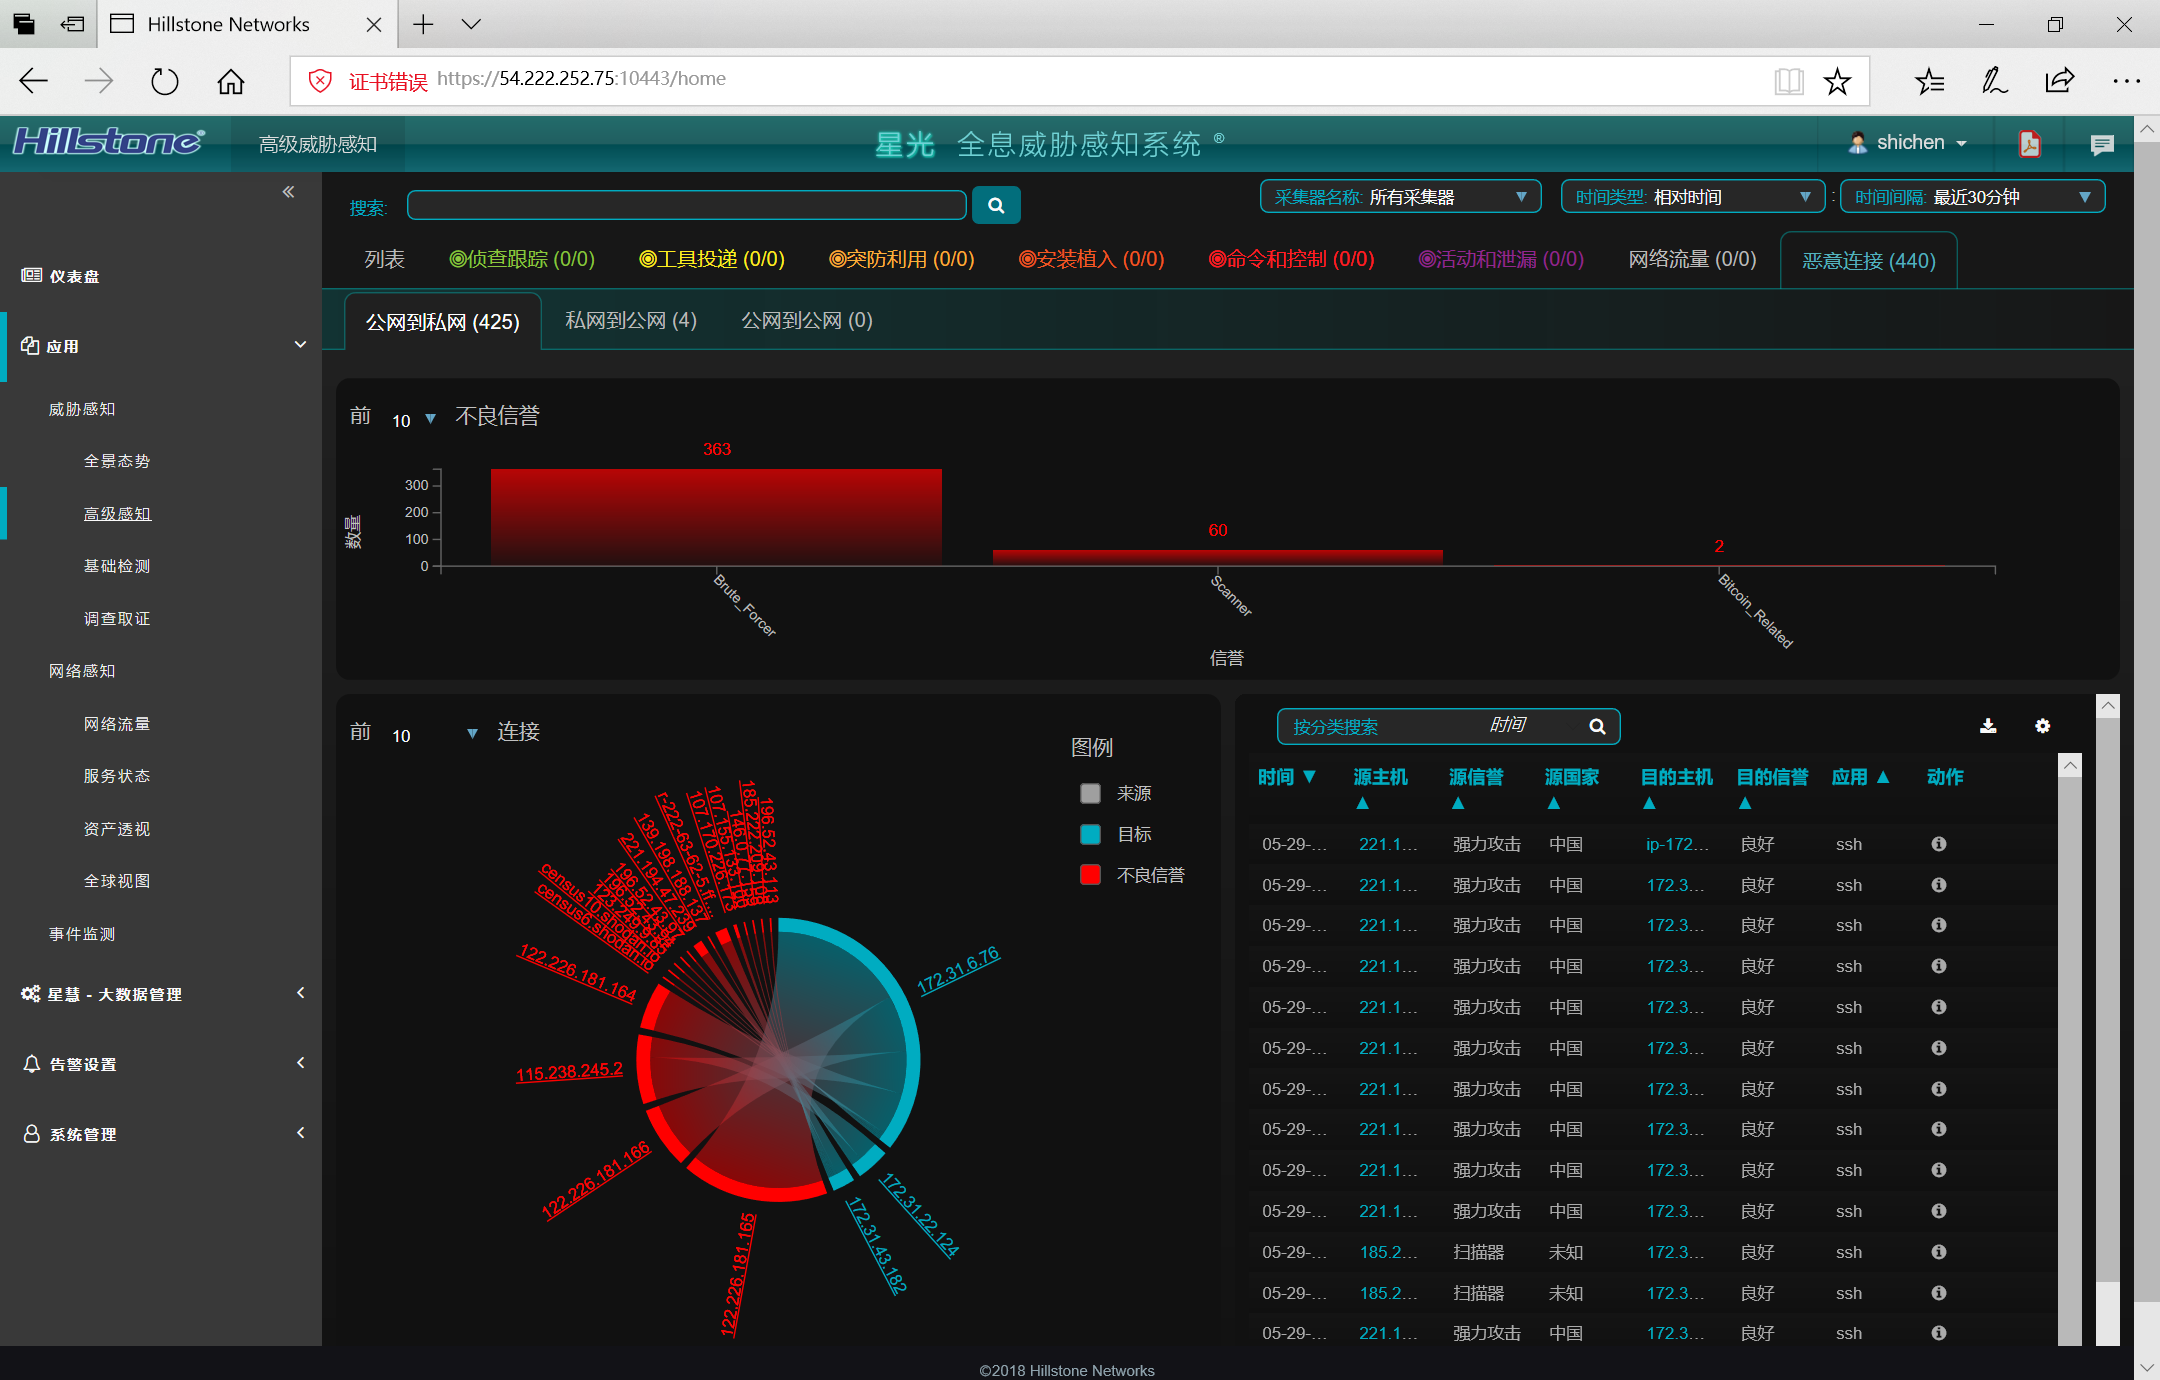 Hillstone Networks
证书错误 https://54.222.252.75:10443/home
Hillstone®
高级威胁感知
星光 全息威胁感知系统 ®
shichen
搜索:
采集器名称: 所有采集器
时间类型: 相对时间
:
时间间隔: 最近30分钟
列表
侦查跟踪 (0/0)
工具投递 (0/0)
突防利用 (0/0)
安装植入 (0/0)
命令和控制 (0/0)
活动和泄漏 (0/0)
网络流量 (0/0)
恶意连接 (440)
公网到私网 (425)
私网到公网 (4)
公网到公网 (0)
仪表盘
应用
威胁感知
全景态势
高级感知
基础检测
调查取证
网络感知
网络流量
服务状态
资产透视
全球视图
事件监测
星慧 - 大数据管理
告警设置
系统管理
前 10 不良信誉
363
60
2
300
200
100
0
数量
Brute_Forcer
Scanner
Bitcoin_Related
信誉
前 10 连接
图例
来源
目标
不良信誉
196.52.43.113
107.170.226.173
139.198.188.137
221.194.47.239
196.52.43.97
census10.shodan.io
census6.shodan.io
122.226.181.164
115.238.245.2
122.226.181.166
122.226.181.165
172.31.43.182
172.31.22.124
172.31.6.76
按分类搜索 时间
时间 源主机 源信誉 源国家 目的主机 目的信誉 应用 动作
05-29-... 221.1... 强力攻击 中国 ip-172... 良好 ssh
05-29-... 221.1... 强力攻击 中国 172.3... 良好 ssh
05-29-... 221.1... 强力攻击 中国 172.3... 良好 ssh
05-29-... 221.1... 强力攻击 中国 172.3... 良好 ssh
05-29-... 221.1... 强力攻击 中国 172.3... 良好 ssh
05-29-... 221.1... 强力攻击 中国 172.3... 良好 ssh
05-29-... 221.1... 强力攻击 中国 172.3... 良好 ssh
05-29-... 221.1... 强力攻击 中国 172.3... 良好 ssh
05-29-... 221.1... 强力攻击 中国 172.3... 良好 ssh
05-29-... 221.1... 强力攻击 中国 172.3... 良好 ssh
05-29-... 185.2... 扫描器 未知 172.3... 良好 ssh
05-29-... 185.2... 扫描器 未知 172.3... 良好 ssh
05-29-... 221.1... 强力攻击 中国 172.3... 良好 ssh
©2018 Hillstone Networks